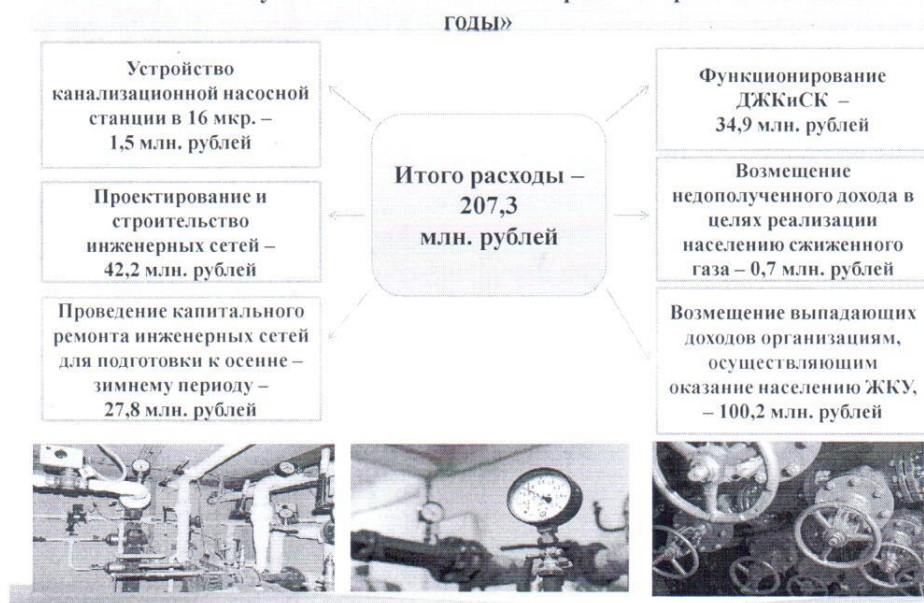 годы»
Устройство
канализационной насосной
станции в 16 мкр. –
1,5 млн. рублей
Проектирование и
строительство
инженерных сетей –
42,2 млн. рублей
Проведение капитального
ремонта инженерных сетей
для подготовки к осенне –
зимнему периоду –
27,8 млн. рублей
Итого расходы –
207,3
млн. рублей
Функционирование
ДЖКиСК –
34,9 млн. рублей
Возмещение
недополученного дохода в
целях реализации
населению сжиженного
газа – 0,7 млн. рублей
Возмещение выпадающих
доходов организациям,
осуществляющим
оказание населению ЖКУ,
– 100,2 млн. рублей